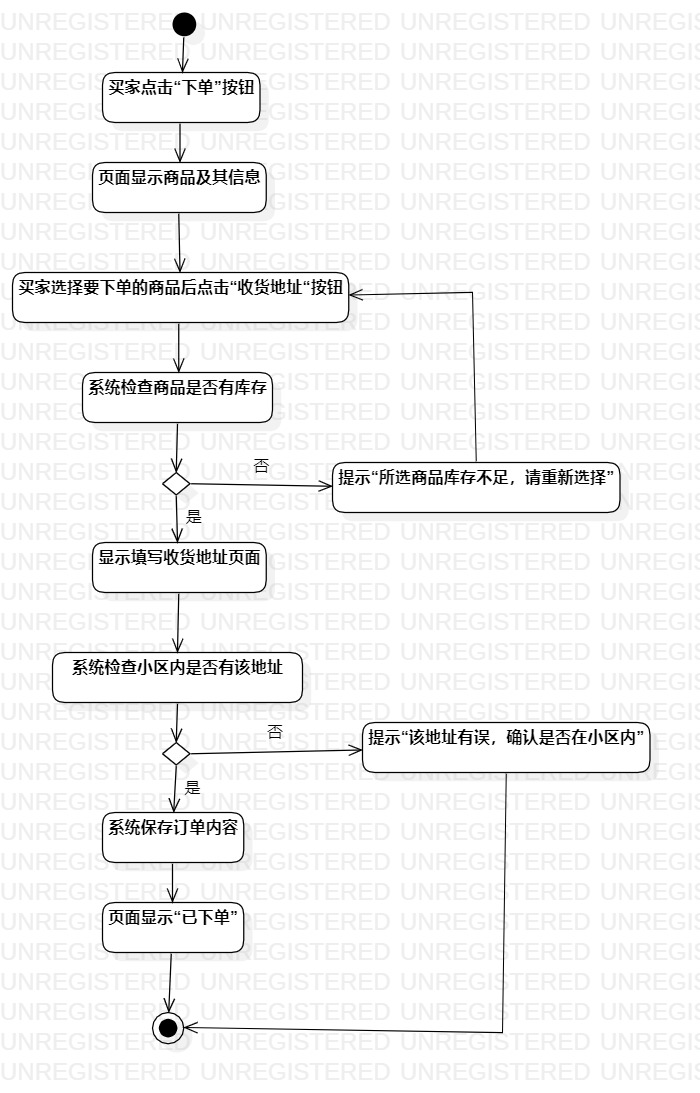 买家点击“下单”按钮
页面显示商品及其信息
买家选择要下单的商品后点击“收货地址“按钮
系统检查商品是否有库存
否
提示“所选商品库存不足，请重新选择”
是
显示填写收货地址页面
系统检查小区内是否有该地址
否
提示“该地址有误，确认是否在小区内”
是
系统保存订单内容
页面显示“已下单”
UNREGISTERED